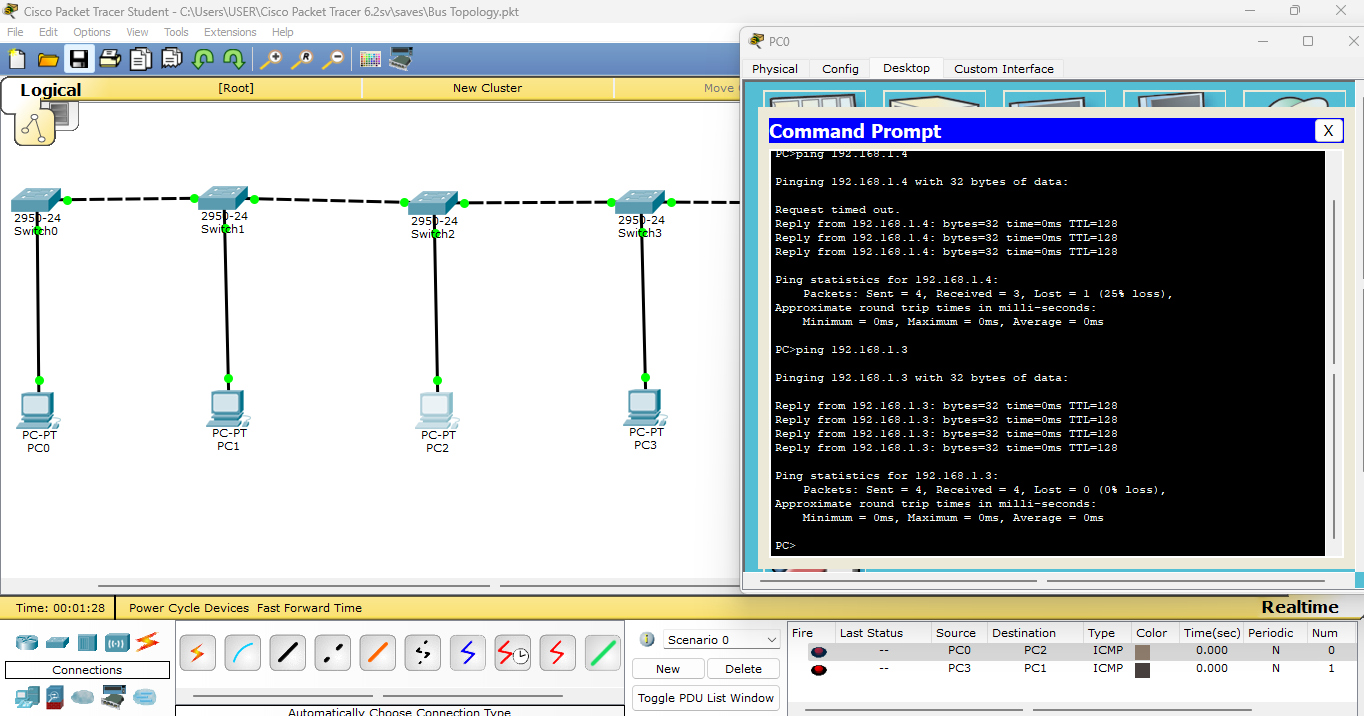 Cisco Packet Tracer Student - C:\Users\USER\Cisco Packet Tracer 6.2sv\saves\Bus Topology.pkt
File Edit Options View Tools Extensions Help
Logical
[Root]
New Cluster
Move
2950-24
Switch0
2950-24
Switch1
2950-24
Switch2
2950-24
Switch3
PC-PT
PC0
PC-PT
PC1
PC-PT
PC2
PC-PT
PC3
PC0
Physical Config Desktop Custom Interface
Command Prompt
X
PC>ping 192.168.1.4
Pinging 192.168.1.4 with 32 bytes of data:
Request timed out.
Reply from 192.168.1.4: bytes=32 time=0ms TTL=128
Reply from 192.168.1.4: bytes=32 time=0ms TTL=128
Reply from 192.168.1.4: bytes=32 time=0ms TTL=128
Ping statistics for 192.168.1.4:
Packets: Sent = 4, Received = 3, Lost = 1 (25% loss),
Approximate round trip times in milli-seconds:
Minimum = 0ms, Maximum = 0ms, Average = 0ms
PC>ping 192.168.1.3
Pinging 192.168.1.3 with 32 bytes of data:
Reply from 192.168.1.3: bytes=32 time=0ms TTL=128
Reply from 192.168.1.3: bytes=32 time=0ms TTL=128
Reply from 192.168.1.3: bytes=32 time=0ms TTL=128
Reply from 192.168.1.3: bytes=32 time=0ms TTL=128
Ping statistics for 192.168.1.3:
Packets: Sent = 4, Received = 4, Lost = 0 (0% loss),
Approximate round trip times in milli-seconds:
Minimum = 0ms, Maximum = 0ms, Average = 0ms
PC>
Time: 00:01:28 Power Cycle Devices Fast Forward Time
Realtime
Connections
Automatically Choose Connection Type
Scenario 0
New Delete
Toggle PDU List Window
Fire Last Status Source Destination Type Color Time(sec) Periodic Num
-- PC0 PC2 ICMP 0.000 N 0
-- PC3 PC1 ICMP 0.000 N 1